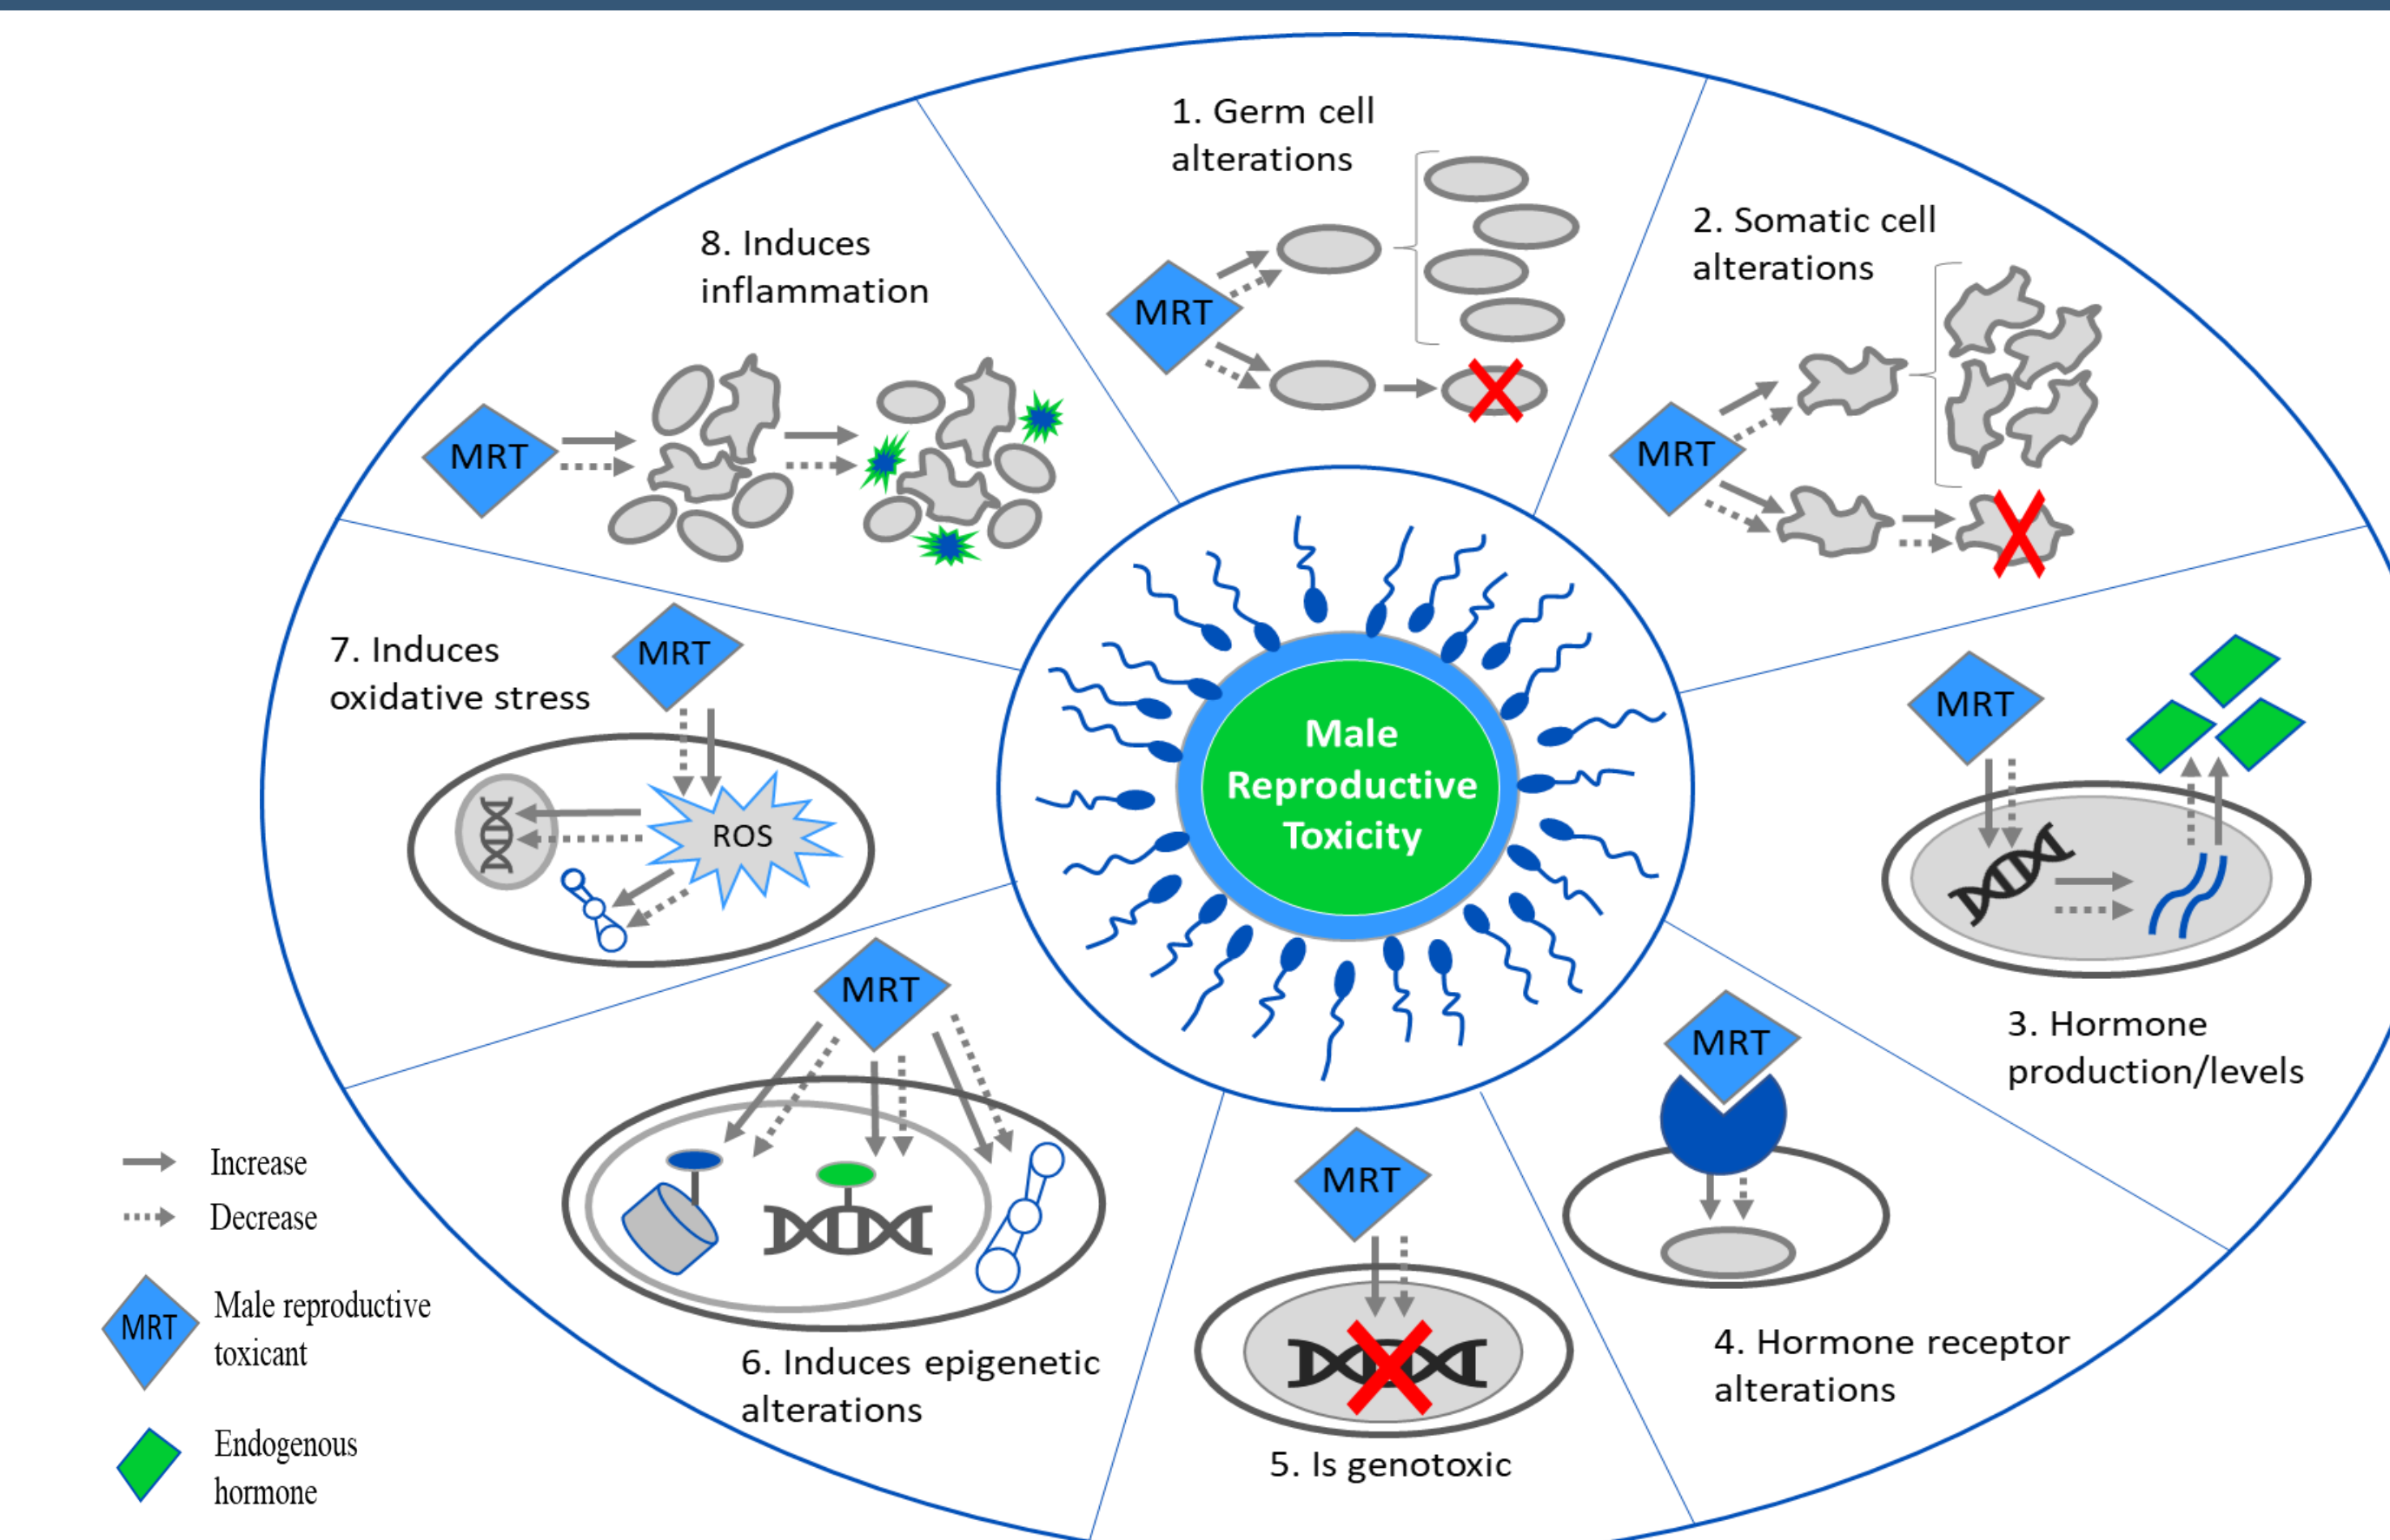 1. Germ cell
alterations
MRT
2. Somatic cell
alterations
MRT
MRT
3. Hormone
production/levels
MRT
4. Hormone receptor
alterations
MRT
5. Is genotoxic
MRT
6. Induces epigenetic
alterations
7. Induces
oxidative stress
MRT
ROS
8. Induces
inflammation
MRT
Male
Reproductive
Toxicity
Increase
Decrease
MRT
Male reproductive
toxicant
Endogenous
hormone